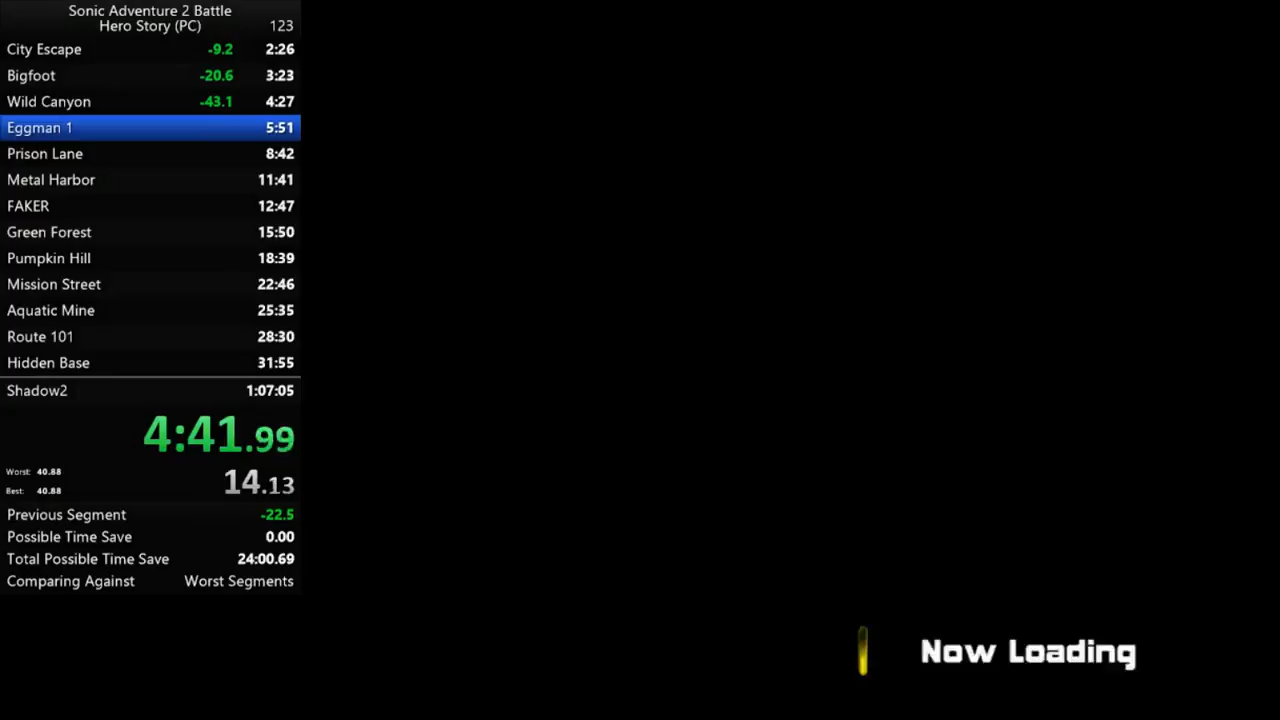 Sonic Adventure 2 Battle
Hero Story (PC) 123
City Escape -9.2 2:26
Bigfoot -20.6 3:23
Wild Canyon -43.1 4:27
Eggman 1 5:51
Prison Lane 8:42
Metal Harbor 11:41
FAKER 12:47
Green Forest 15:50
Pumpkin Hill 18:39
Mission Street 22:46
Aquatic Mine 25:35
Route 101 28:30
Hidden Base 31:55
Shadow2 1:07:05
4:41.99
Worst: 40.88
14.13
Best: 40.88
Previous Segment -22.5
Possible Time Save 0.00
Total Possible Time Save 24:00.69
Comparing Against Worst Segments
Now Loading